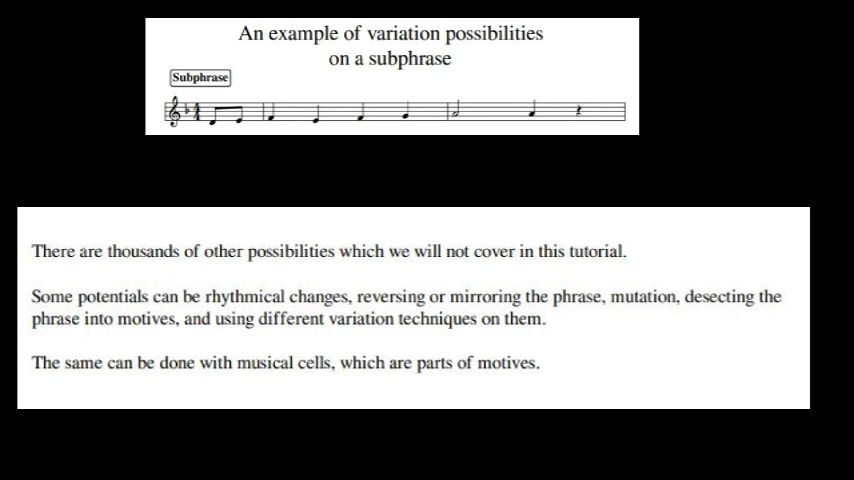 An example of variation possibilities
on a subphrase
Subphrase
4
4
There are thousands of other possibilities which we will not cover in this tutorial.
Some potentials can be rhythmical changes, reversing or mirroring the phrase, mutation, desecting the
phrase into motives, and using different variation techniques on them.
The same can be done with musical cells, which are parts of motives.